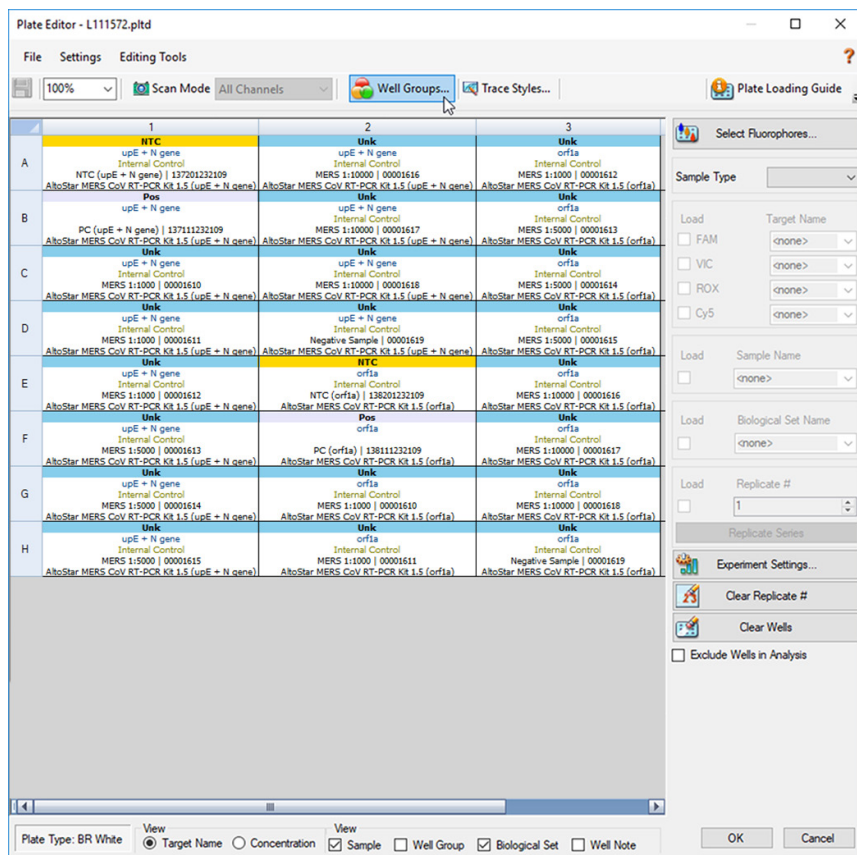 Plate Editor - L111572.pltd
File Settings Editing Tools ?
100% Scan Mode All Channels Well Groups... Trace Styles... Plate Loading Guide
1 2 3
A
NTC Unk Unk
upE + N gene upE + N gene orf1a
Internal Control Internal Control Internal Control
NTC (upE + N gene) | 137201232109 MERS 1:10000 | 00001616 MERS 1:1000 | 00001612
AltoStar MERS CoV RT-PCR Kit 1.5 (upE + N gene) AltoStar MERS CoV RT-PCR Kit 1.5 (upE + N gene) AltoStar MERS CoV RT-PCR Kit 1.5 (orf1a)
B
Pos Unk Unk
upE + N gene upE + N gene orf1a
Internal Control Internal Control
PC (upE + N gene) | 137111232109 MERS 1:10000 | 00001617 MERS 1:5000 | 00001613
AltoStar MERS CoV RT-PCR Kit 1.5 (upE + N gene) AltoStar MERS CoV RT-PCR Kit 1.5 (upE + N gene) AltoStar MERS CoV RT-PCR Kit 1.5 (orf1a)
C
Unk Unk Unk
upE + N gene upE + N gene orf1a
Internal Control Internal Control Internal Control
MERS 1:1000 | 00001610 MERS 1:10000 | 00001618 MERS 1:5000 | 00001614
AltoStar MERS CoV RT-PCR Kit 1.5 (upE + N gene) AltoStar MERS CoV RT-PCR Kit 1.5 (upE + N gene) AltoStar MERS CoV RT-PCR Kit 1.5 (orf1a)
D
Unk Unk Unk
upE + N gene upE + N gene orf1a
Internal Control Internal Control Internal Control
MERS 1:1000 | 00001611 Negative Sample | 00001619 MERS 1:5000 | 00001615
AltoStar MERS CoV RT-PCR Kit 1.5 (upE + N gene) AltoStar MERS CoV RT-PCR Kit 1.5 (upE + N gene) AltoStar MERS CoV RT-PCR Kit 1.5 (orf1a)
E
Unk NTC Unk
upE + N gene orf1a orf1a
Internal Control Internal Control Internal Control
MERS 1:1000 | 00001612 NTC (orf1a) | 138201232109 MERS 1:10000 | 00001616
AltoStar MERS CoV RT-PCR Kit 1.5 (upE + N gene) AltoStar MERS CoV RT-PCR Kit 1.5 (orf1a) AltoStar MERS CoV RT-PCR Kit 1.5 (orf1a)
F
Unk Pos Unk
upE + N gene orf1a orf1a
Internal Control Internal Control
MERS 1:5000 | 00001613 PC (orf1a) | 138111232109 MERS 1:10000 | 00001617
AltoStar MERS CoV RT-PCR Kit 1.5 (upE + N gene) AltoStar MERS CoV RT-PCR Kit 1.5 (orf1a) AltoStar MERS CoV RT-PCR Kit 1.5 (orf1a)
G
Unk Unk Unk
upE + N gene orf1a orf1a
Internal Control Internal Control Internal Control
MERS 1:5000 | 00001614 MERS 1:1000 | 00001610 MERS 1:10000 | 00001618
AltoStar MERS CoV RT-PCR Kit 1.5 (upE + N gene) AltoStar MERS CoV RT-PCR Kit 1.5 (orf1a) AltoStar MERS CoV RT-PCR Kit 1.5 (orf1a)
H
Unk Unk Unk
upE + N gene orf1a orf1a
Internal Control Internal Control Internal Control
MERS 1:5000 | 00001615 MERS 1:1000 | 00001611 Negative Sample | 00001619
AltoStar MERS CoV RT-PCR Kit 1.5 (upE + N gene) AltoStar MERS CoV RT-PCR Kit 1.5 (orf1a) AltoStar MERS CoV RT-PCR Kit 1.5 (orf1a)
Select Fluorophores...
Sample Type
Load Target Name
FAM <none>
VIC <none>
ROX <none>
Cy5 <none>
Load Sample Name
<none>
Load Biological Set Name
<none>
Load Replicate #
1
Replicate Series
Experiment Settings...
Clear Replicate #
Clear Wells
Exclude Wells in Analysis
Plate Type: BR White
View
Target Name Concentration
View
Sample Well Group Biological Set Well Note
OK Cancel